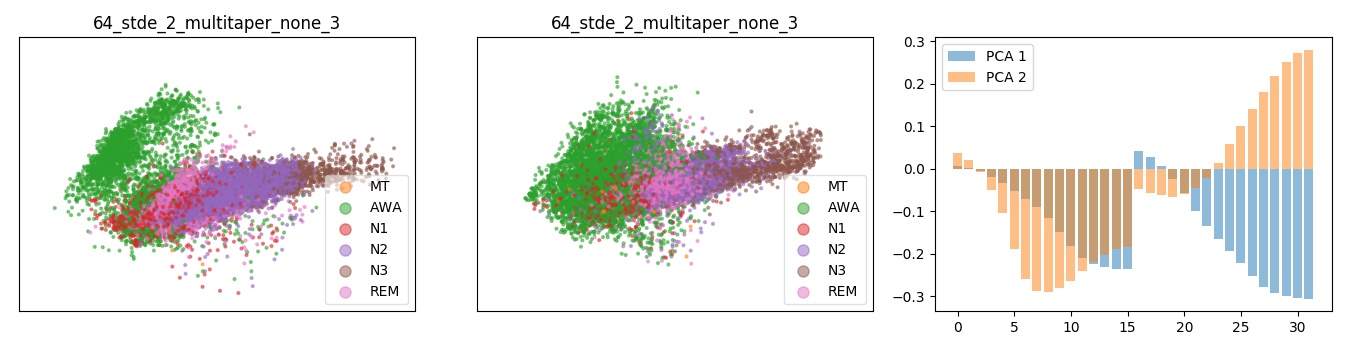 64_stde_2_multitaper_none_3
MT
AWA
N1
N2
N3
REM
64_stde_2_multitaper_none_3
MT
AWA
N1
N2
N3
REM
PCA 1
PCA 2
0.3
0.2
0.1
0.0
−0.1
−0.2
−0.3
0 5 10 15 20 25 30